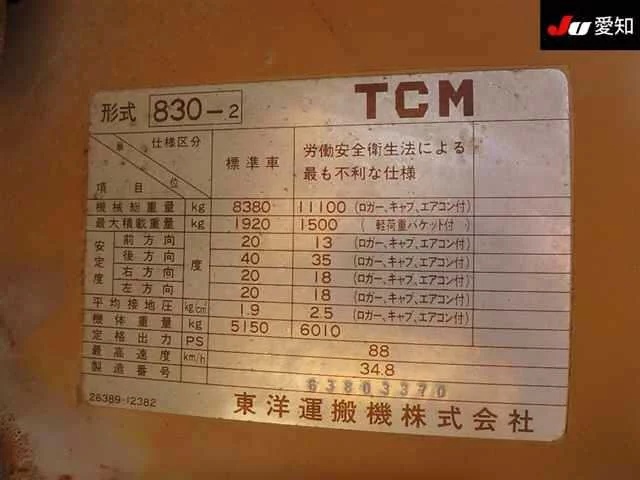 JU 愛知
形式 830-2 TCM
単位 仕様区分 標準車 労働安全衛生法による
項目 最も不利な仕様
機械総重量 kg 8380 11100 (ロガー、キャブ、エアコン付)
最大積載重量 kg 1920 1500 (軽荷重バケット付)
安定度 前方向 度 20 13 (ロガー、キャブ、エアコン付)
後方向 40 35 (ロガー、キャブ、エアコン付)
右方向 20 18 (ロガー、キャブ、エアコン付)
左方向 20 18 (ロガー、キャブ、エアコン付)
平均接地圧 kg/cm² 1.9 2.5 (ロガー、キャブ、エアコン付)
機体重量 kg 5150 6010
定格出力 PS 88
最高速度 km/h 34.8
製造番号 63803370
26389-12382 東洋運搬機株式会社